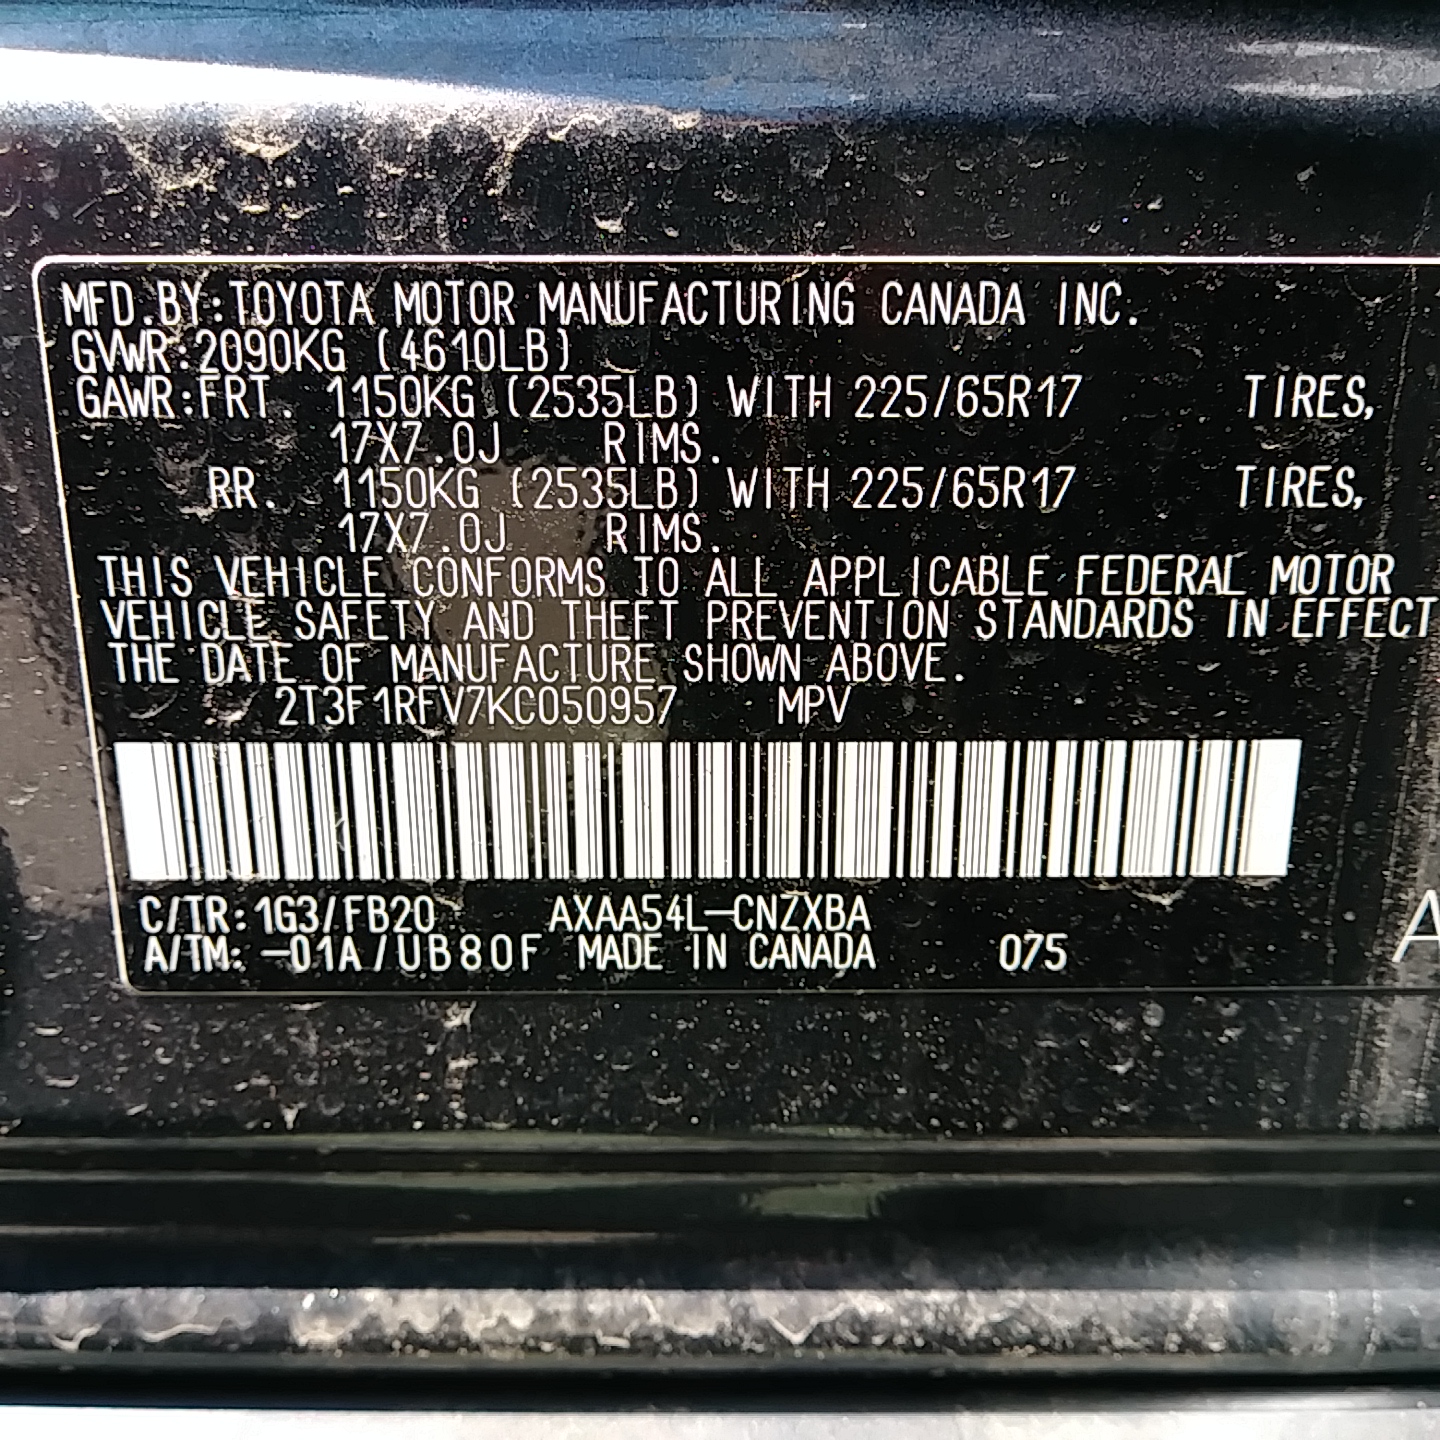 MFD.BY:TOYOTA MOTOR MANUFACTURING CANADA INC.
GVWR:2090KG (4610LB)
GAWR:FRT. 1150KG (2535LB) WITH 225/65R17 TIRES,
17X7.0J RIMS.
RR. 1150KG (2535LB) WITH 225/65R17 TIRES,
17X7.0J RIMS.
THIS VEHICLE CONFORMS TO ALL APPLICABLE FEDERAL MOTOR
VEHICLE SAFETY AND THEFT PREVENTION STANDARDS IN EFFECT
THE DATE OF MANUFACTURE SHOWN ABOVE.
2T3F1RFV7KC050957 MPV
C/TR:1G3/FB20 AXAA54L-CNZXBA
A/TM: -01A/UB80F MADE IN CANADA 075
A